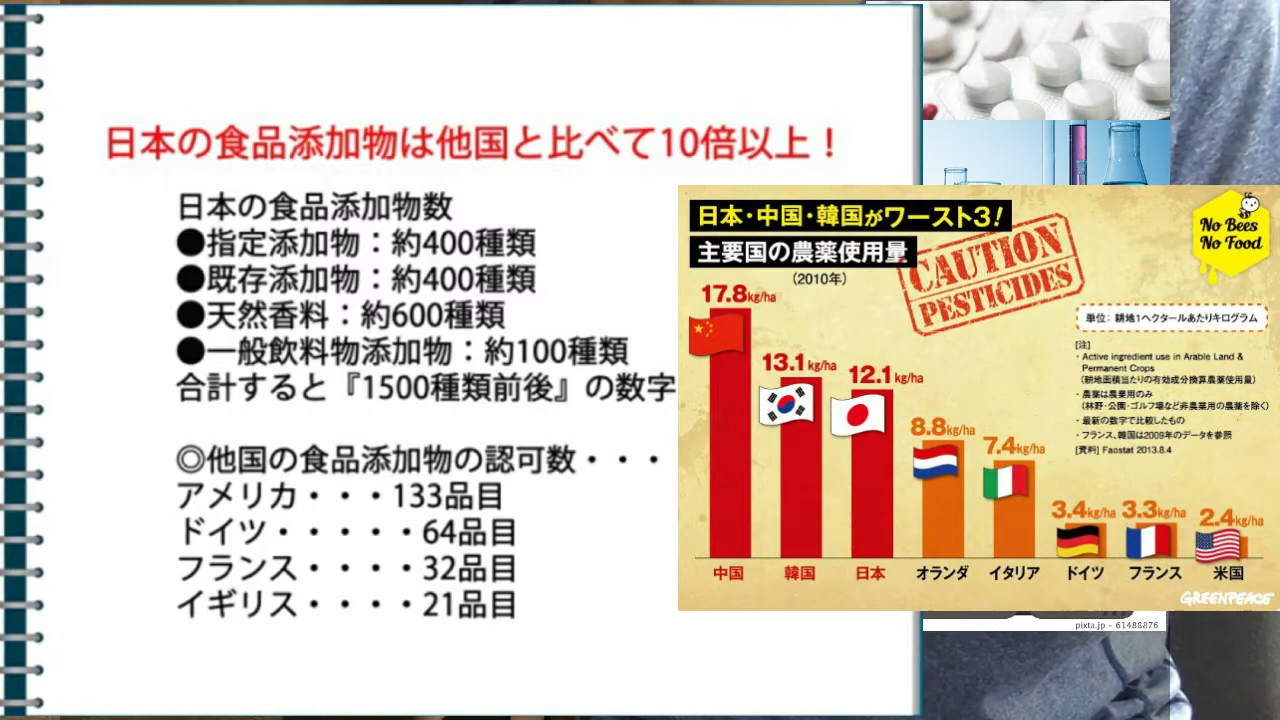 日本の食品添加物は他国と比べて10倍以上！
日本の食品添加物数
●指定添加物：約400種類
●既存添加物：約400種類
●天然香料：約600種類
●一般飲料物添加物：約100種類
合計すると『1500種類前後』の数字
◎他国の食品添加物の認可数・・・
アメリカ・・・133品目
ドイツ・・・・・64品目
フランス・・・・32品目
イギリス・・・・21品目
日本・中国・韓国がワースト3!
主要国の農薬使用量
（2010年）
CAUTION
PESTICIDES
No Bees
No Food
単位：耕地1ヘクタールあたりキログラム
[注]
・Active ingredient use in Arable Land &
Permanent Crops
（耕地面積当たりの有効成分換算農薬使用量）
・農薬は農業用のみ
（林野・公園・ゴルフ場など非農業用の農薬を除く）
・最新の数字で比較したもの
・フランス、韓国は2009年のデータを参照
[資料] Faostat 2013.8.4
17.8kg/ha
13.1kg/ha
12.1kg/ha
8.8kg/ha
7.4kg/ha
3.4kg/ha
3.3kg/ha
2.4kg/ha
中国 韓国 日本 オランダ イタリア ドイツ フランス 米国
GREENPEACE
pixta.jp - 61488876